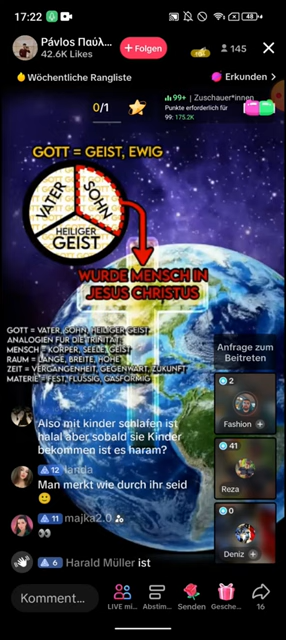 17:22
48
Pávlos Παύλ...
42.6K Likes
+ Folgen
145
Wöchentliche Rangliste
Erkunden >
0/1
99+ | Zuschauer*innen
Punkte erforderlich für
99: 175.2K
GOTT = GEIST, EWIG
VATER
SOHN
HEILIGER
GEIST
WURDE MENSCH IN
JESUS CHRISTUS
GOTT = VATER, SOHN, HEILIGER GEIST
ANALOGIEN FÜR DIE TRINITÄT
MENSCH = KÖRPER, SEELE, GEIST
RAUM = LÄNGE, BREITE, HÖHE
ZEIT = VERGANGENHEIT, GEGENWART, ZUKUNFT
MATERIE = FEST, FLÜSSIG, GASFÖRMIG
Anfrage zum
Beitreten
2
Fashion +
Also mit kinder schlafen ist
halal aber sobald sie Kinder
bekommen ist es haram?
41
Reza
12 landa
Man merkt wie durch ihr seid
🙂
11 majka2.0
👀
0
Deniz +
6 Harald Müller ist
Komment...
LIVE mi...
Abstim...
Senden
Gesche...
16